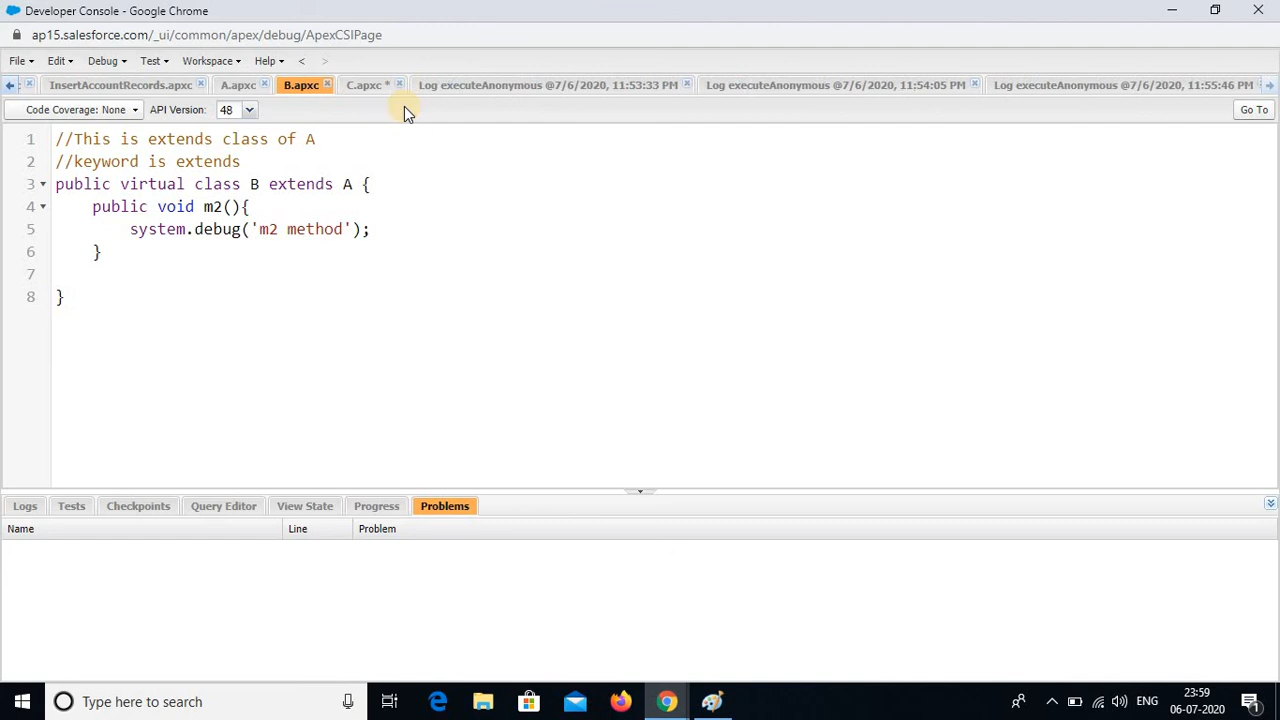 Developer Console - Google Chrome
ap15.salesforce.com/_ui/common/apex/debug/ApexCSIPage
File Edit Debug Test Workspace Help < >
InsertAccountRecords.apxc A.apxc B.apxc C.apxc * Log executeAnonymous @7/6/2020, 11:53:33 PM Log executeAnonymous @7/6/2020, 11:54:05 PM Log executeAnonymous @7/6/2020, 11:55:46 PM
Code Coverage: None API Version: 48 Go To
1 //This is extends class of A
2 //keyword is extends
3 public virtual class B extends A {
4 public void m2(){
5 system.debug('m2 method');
6 }
7
8 }
Logs Tests Checkpoints Query Editor View State Progress Problems
Name Line Problem
Type here to search
ENG
23:59
06-07-2020
1